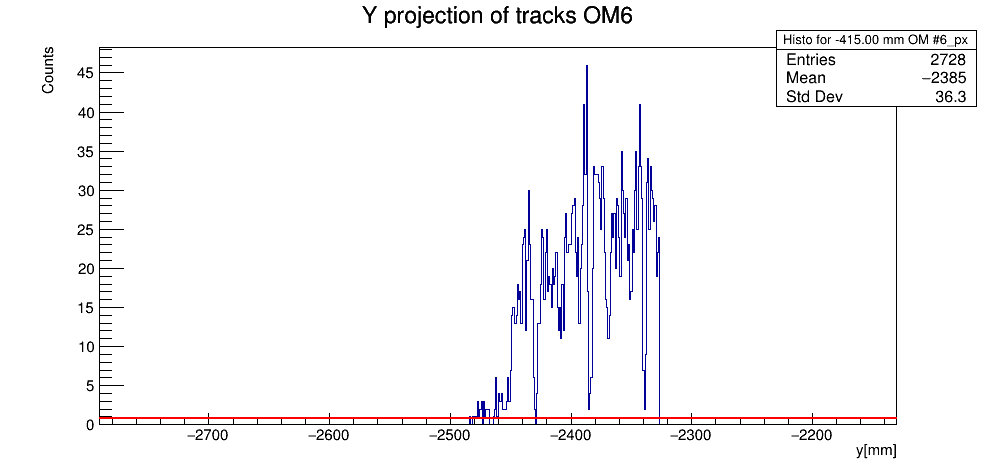 Y projection of tracks OM6
Histo for -415.00 mm OM #6_px
Entries 2728
Mean −2385
Std Dev 36.3
Counts
45
40
35
30
25
20
15
10
5
0
−2700 −2600 −2500 −2400 −2300 −2200
y[mm]